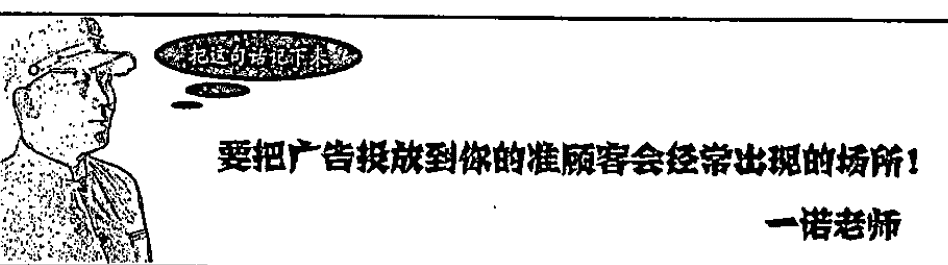 把这句话记下来
要把广告投放到你的准顾客会经常出现的场所！
一诺老师